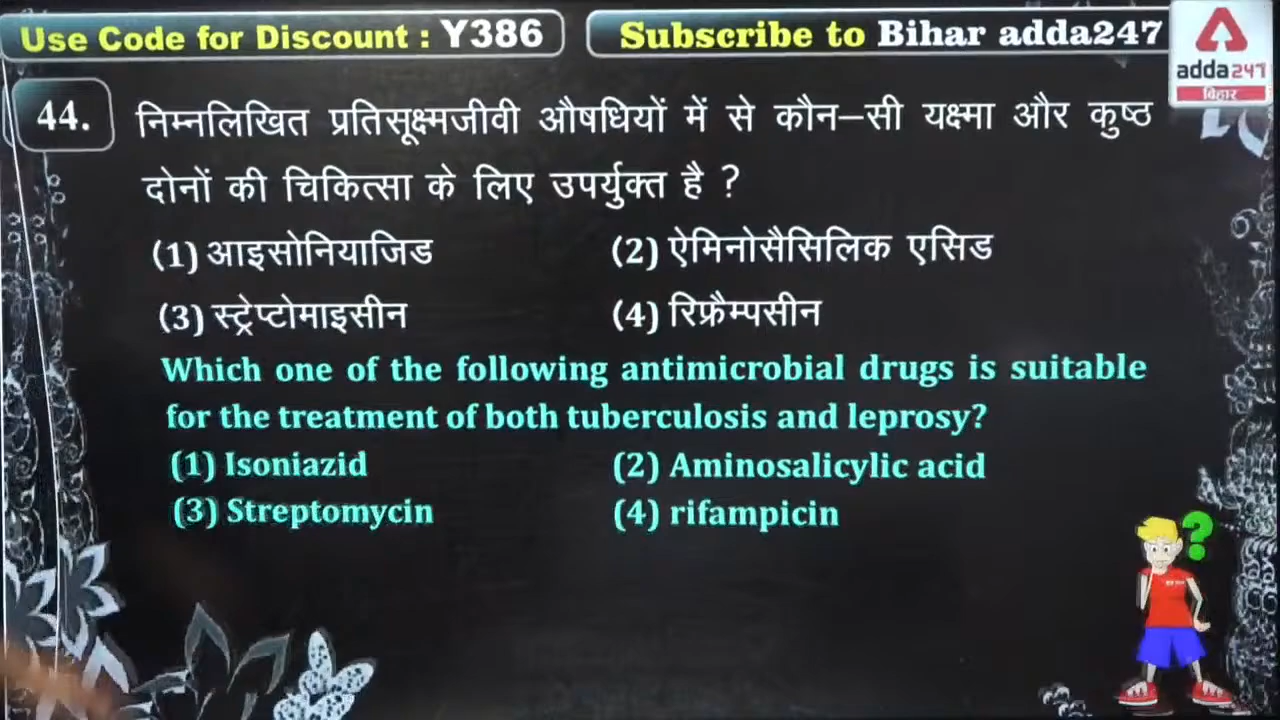 Use Code for Discount : Y386
Subscribe to Bihar adda247
adda247
बिहार
44. निम्नलिखित प्रतिसूक्ष्मजीवी औषधियों में से कौन–सी यक्ष्मा और कुष्ठ
दोनों की चिकित्सा के लिए उपर्युक्त है ?
(1) आइसोनियाजिड (2) ऐमिनोसैसिलिक एसिड
(3) स्ट्रेप्टोमाइसीन (4) रिफ्रैम्पसीन
Which one of the following antimicrobial drugs is suitable
for the treatment of both tuberculosis and leprosy?
(1) Isoniazid (2) Aminosalicylic acid
(3) Streptomycin (4) rifampicin
?